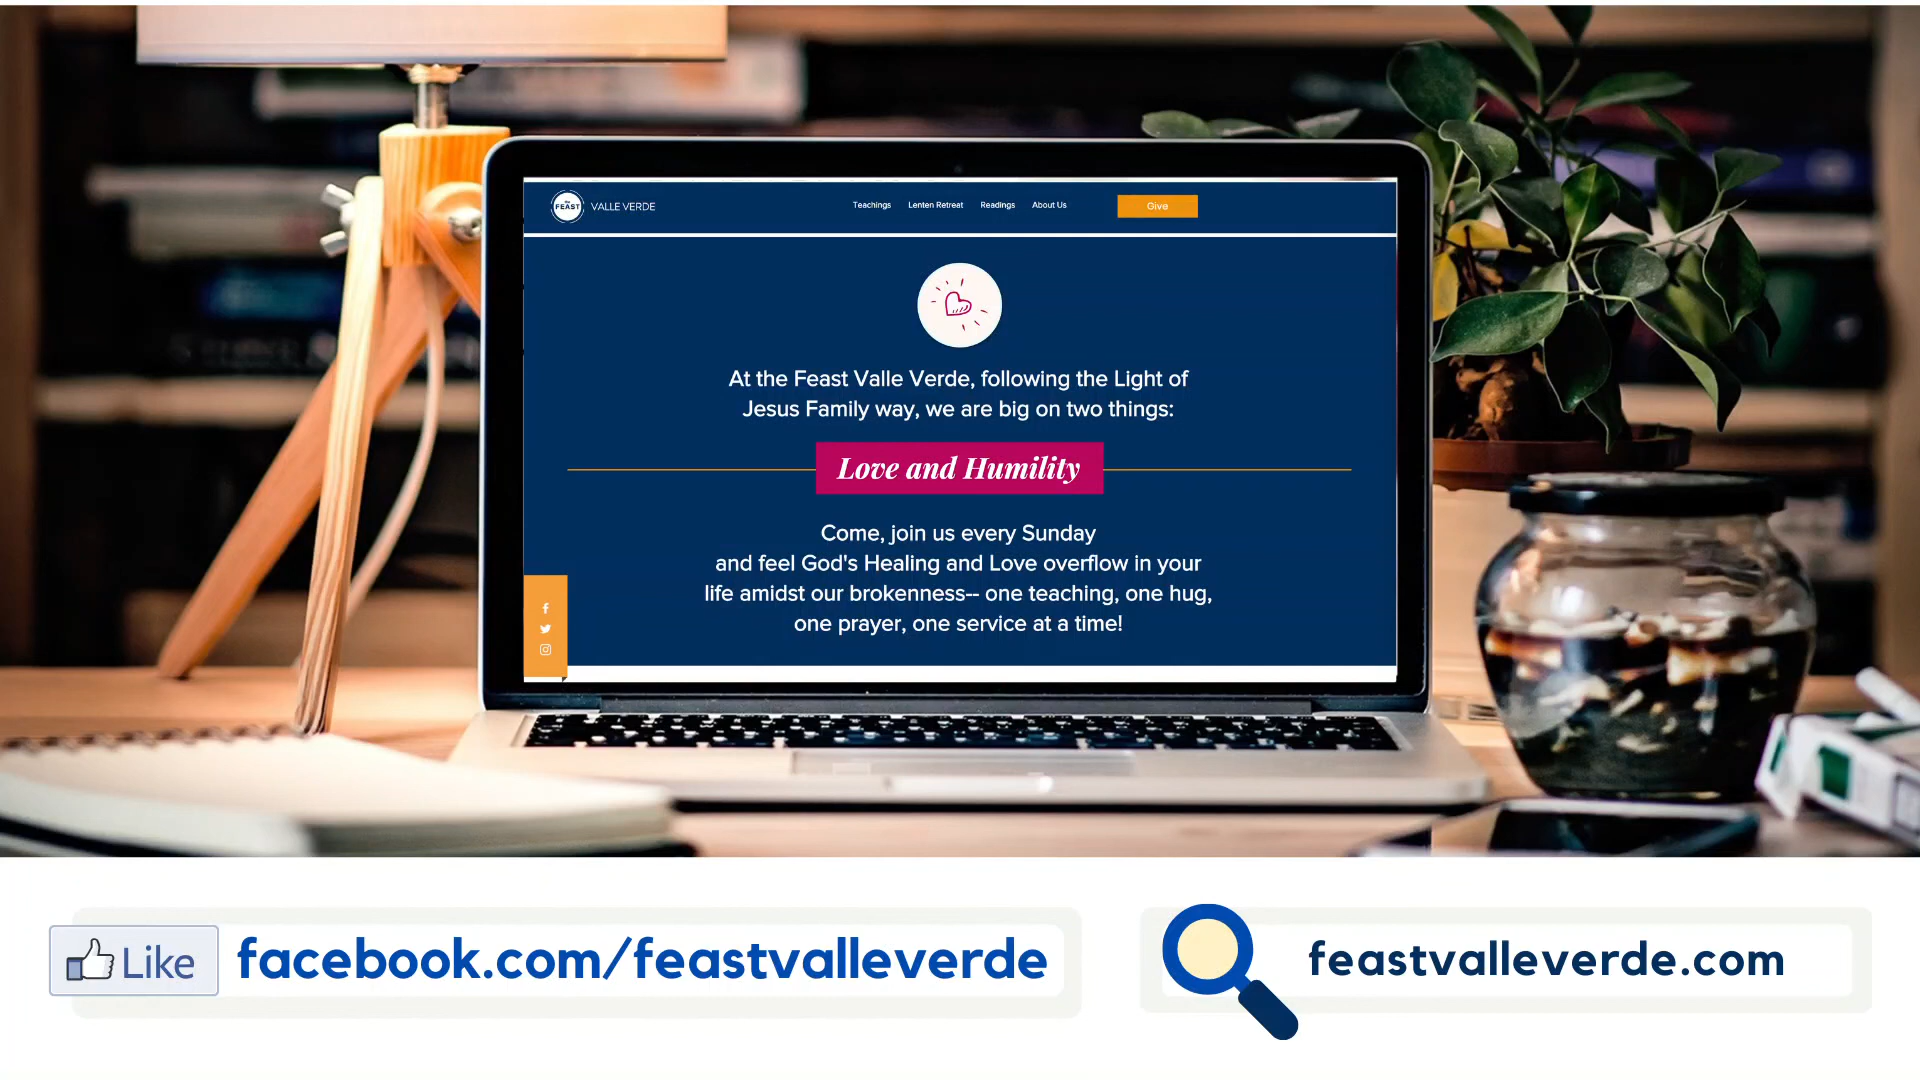 the
FEAST
VALLE VERDE
Teachings
Lenten Retreat
Readings
About Us
Give
At the Feast Valle Verde, following the Light of
Jesus Family way, we are big on two things:
Love and Humility
Come, join us every Sunday
and feel God's Healing and Love overflow in your
life amidst our brokenness-- one teaching, one hug,
one prayer, one service at a time!
Like
facebook.com/feastvalleverde
feastvalleverde.com